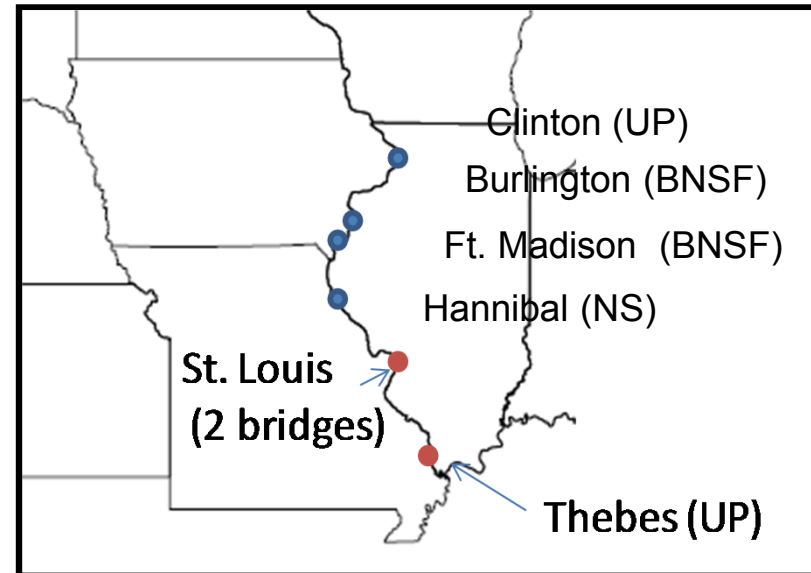 Clinton (UP)
Burlington (BNSF)
Ft. Madison (BNSF)
Hannibal (NS)
St. Louis
(2 bridges)
Thebes (UP)